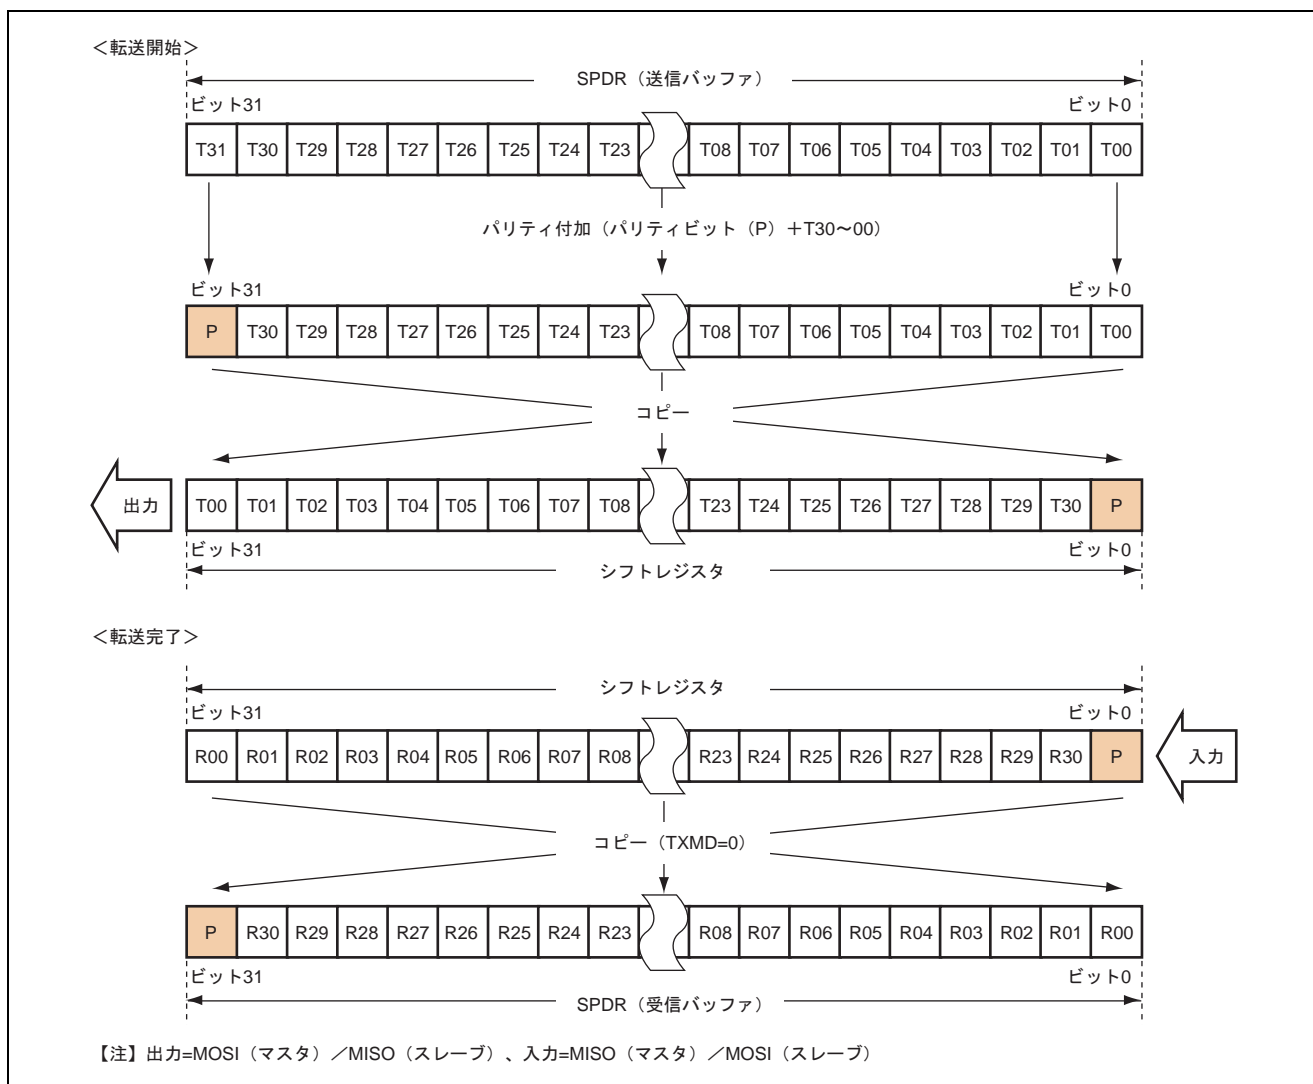 <転送開始>
SPDR（送信バッファ）
ビット31 ビット0
T31 T30 T29 T28 T27 T26 T25 T24 T23 T08 T07 T06 T05 T04 T03 T02 T01 T00
パリティ付加（パリティビット（P）＋T30～00）
ビット31 ビット0
P T30 T29 T28 T27 T26 T25 T24 T23 T08 T07 T06 T05 T04 T03 T02 T01 T00
コピー
出力 T00 T01 T02 T03 T04 T05 T06 T07 T08 T23 T24 T25 T26 T27 T28 T29 T30 P
ビット31 ビット0
シフトレジスタ
<転送完了>
シフトレジスタ
ビット31 ビット0
R00 R01 R02 R03 R04 R05 R06 R07 R08 R23 R24 R25 R26 R27 R28 R29 R30 P 入力
コピー（TXMD=0）
P R30 R29 R28 R27 R26 R25 R24 R23 R08 R07 R06 R05 R04 R03 R02 R01 R00
ビット31 ビット0
SPDR（受信バッファ）
【注】出力=MOSI（マスタ）／MISO（スレーブ）、入力=MISO（マスタ）／MOSI（スレーブ）